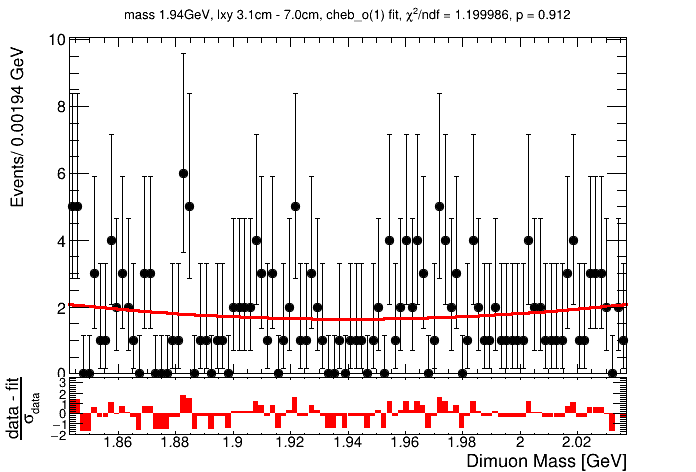 mass 1.94GeV, lxy 3.1cm - 7.0cm, cheb_o(1) fit, χ²/ndf = 1.199986, p = 0.912
Events/ 0.00194 GeV
10
8
6
4
2
0
data - fit
σdata
3
2
1
0
−1
−2
1.86 1.88 1.9 1.92 1.94 1.96 1.98 2 2.02
Dimuon Mass [GeV]